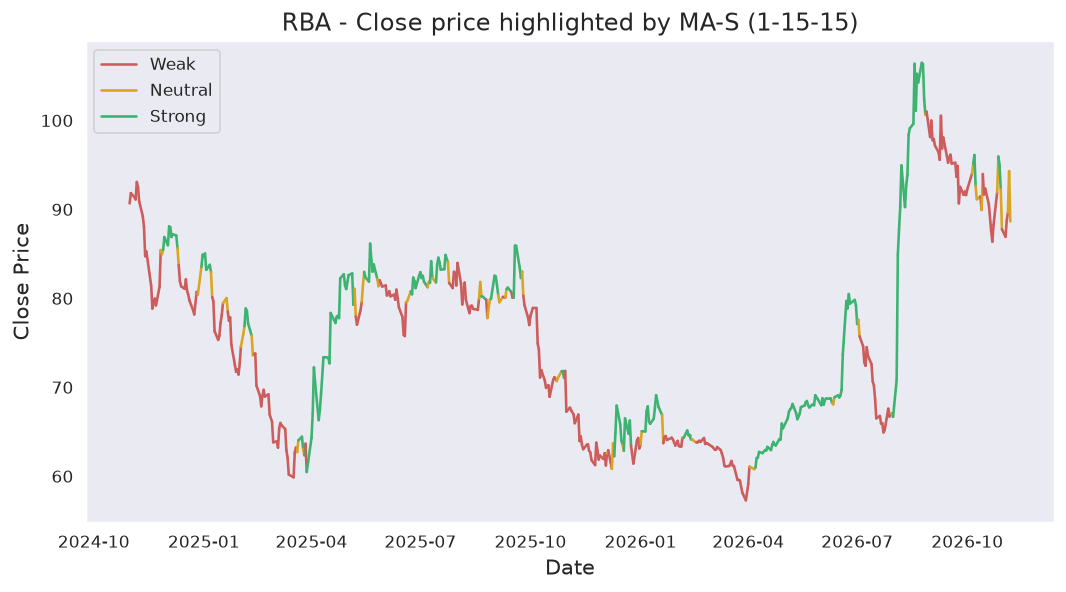 RBA - Close price highlighted by MA-S (1-15-15)
Weak
Neutral
Strong
Close Price
100
90
80
70
60
2024-10 2025-01 2025-04 2025-07 2025-10 2026-01 2026-04 2026-07 2026-10
Date